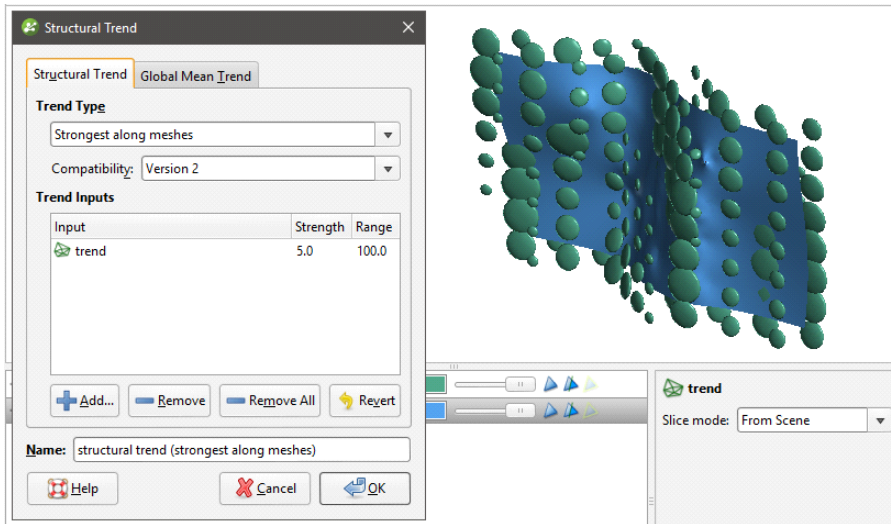 Structural Trend
Structural Trend Global Mean Trend
Trend Type
Strongest along meshes
Compatibility: Version 2
Trend Inputs
Input Strength Range
trend 5.0 100.0
Add... Remove Remove All Revert
Name: structural trend (strongest along meshes)
Help Cancel OK
trend
Slice mode: From Scene